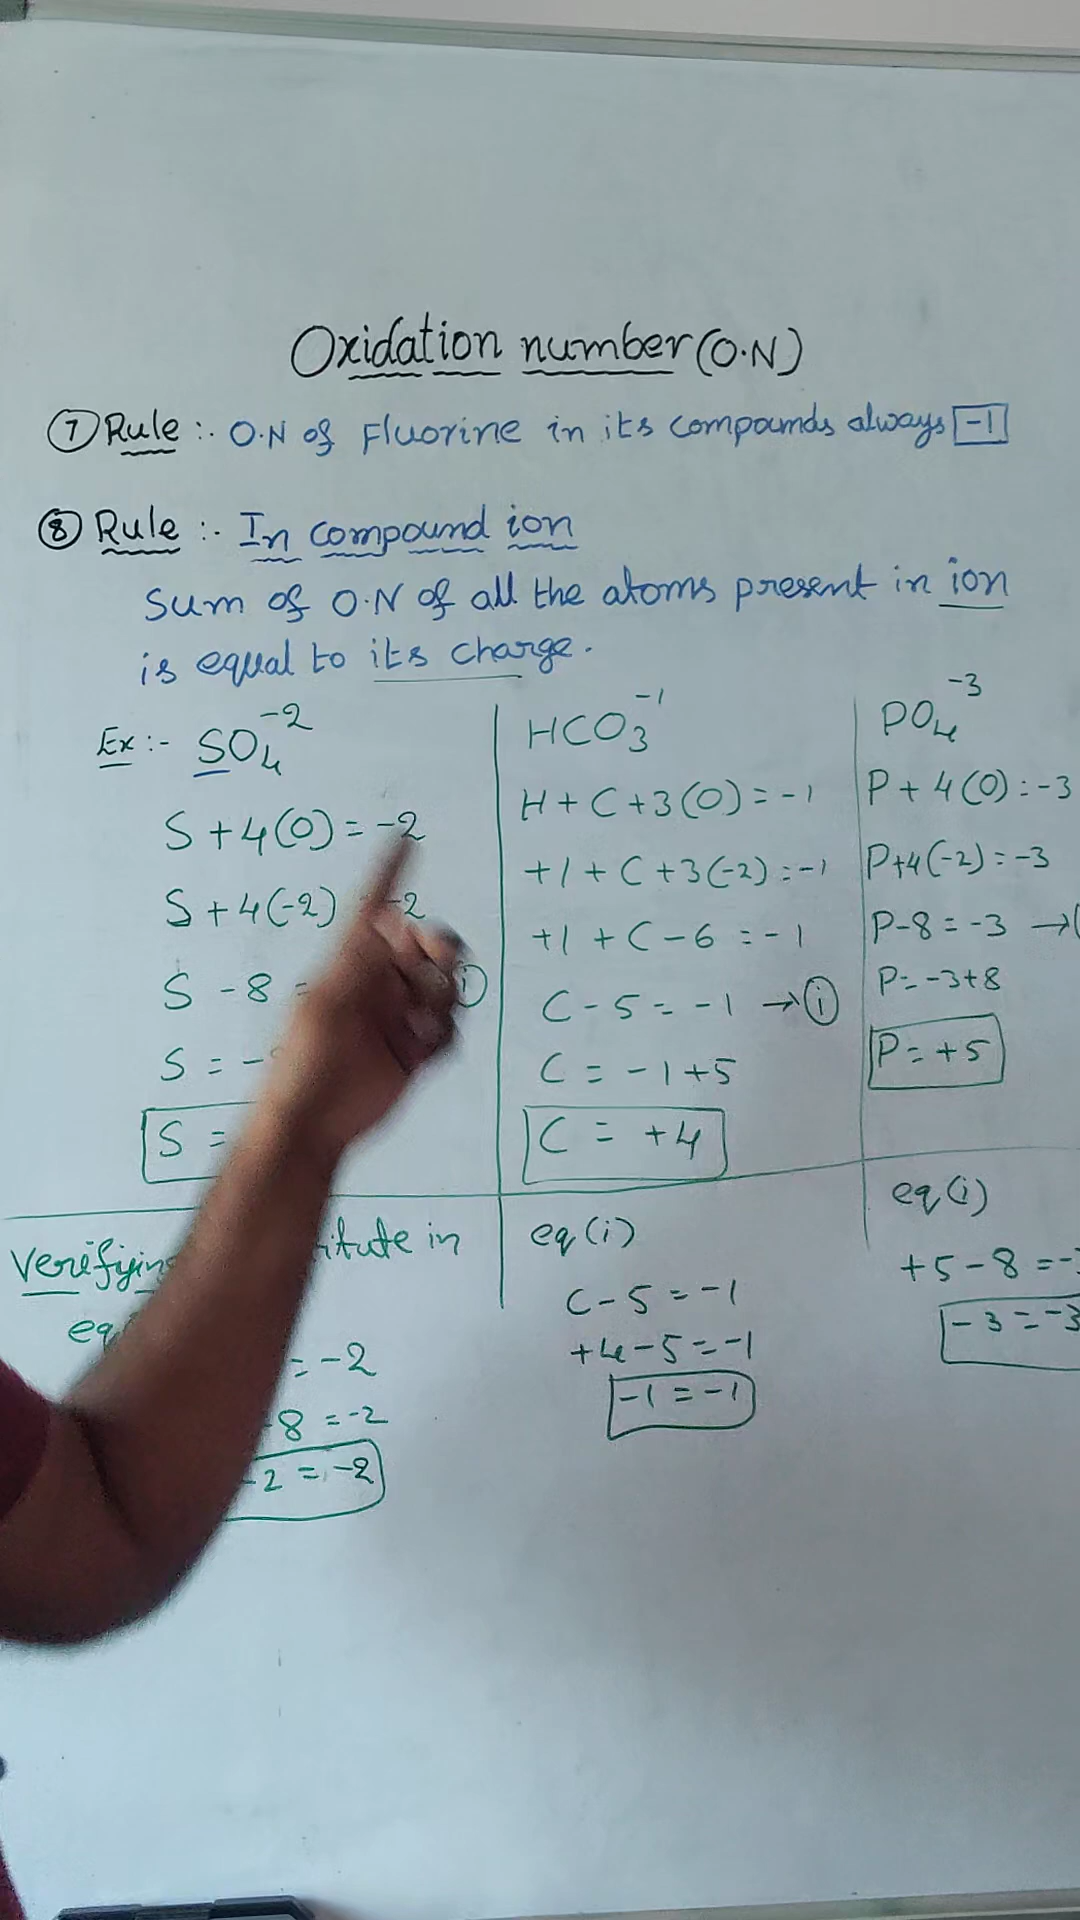 Oxidation number (O.N)
⑦ Rule :. O.N of Fluorine in its compounds always -1
⑧ Rule :. In compound ion
Sum of O.N of all the atoms present in ion
is equal to its charge.
Ex :- SO₄⁻²
S + 4(O) = -2
S + 4(-2) -2
S - 8 =
S = -
S =
Verifying
itute in
eq
= -2
8 = -2
-2 = -2
HCO₃⁻¹
H + C + 3(O) = -1
+1 + C + 3(-2) = -1
+1 + C - 6 = -1
C - 5 = -1 → ⓘ
C = -1 + 5
C = +4
eq (i)
C - 5 = -1
+4 - 5 = -1
-1 = -1
PO₄⁻³
P + 4(O) = -3
P + 4(-2) = -3
P - 8 = -3 →
P = -3 + 8
P = +5
eq (i)
+5 - 8 = -
-3 = -3